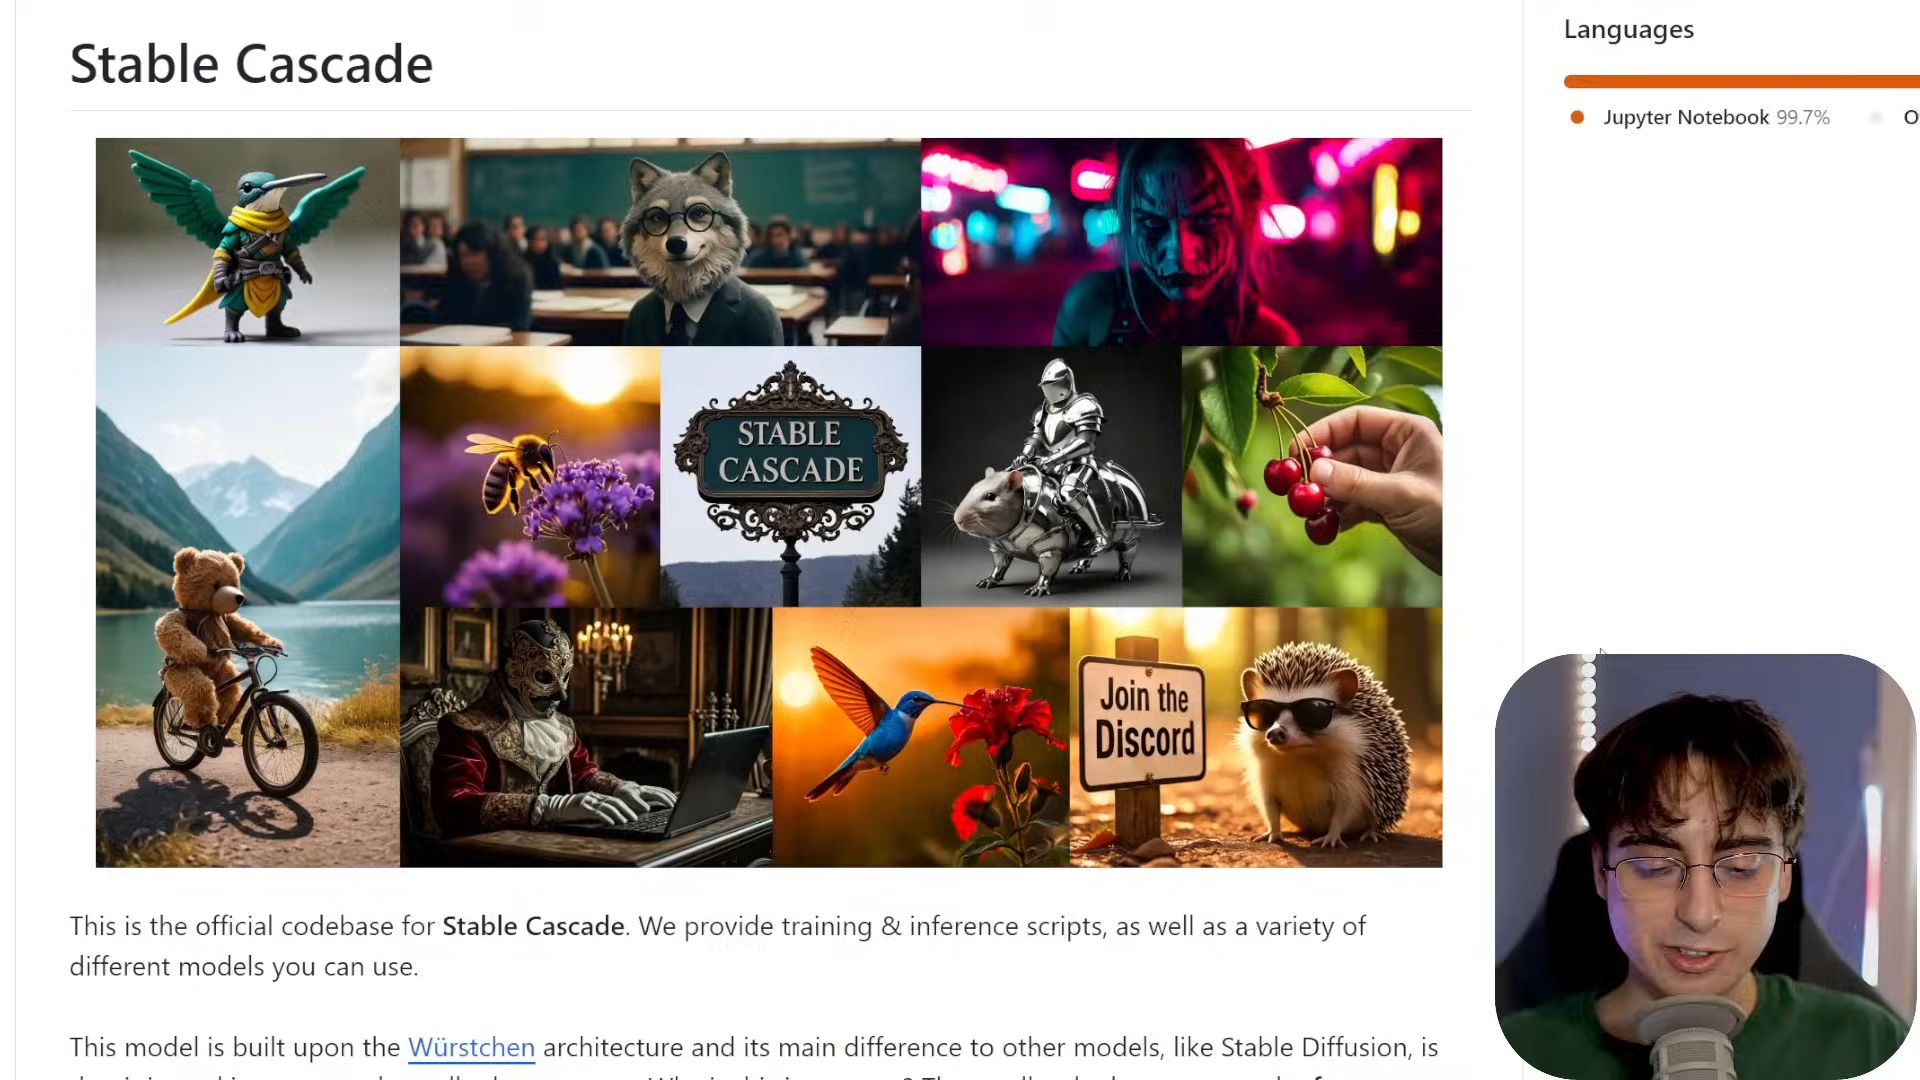 Stable Cascade
Languages
Jupyter Notebook 99.7%
STABLE
CASCADE
Join the
Discord
This is the official codebase for Stable Cascade. We provide training & inference scripts, as well as a variety of
different models you can use.
This model is built upon the Würstchen architecture and its main difference to other models, like Stable Diffusion, is